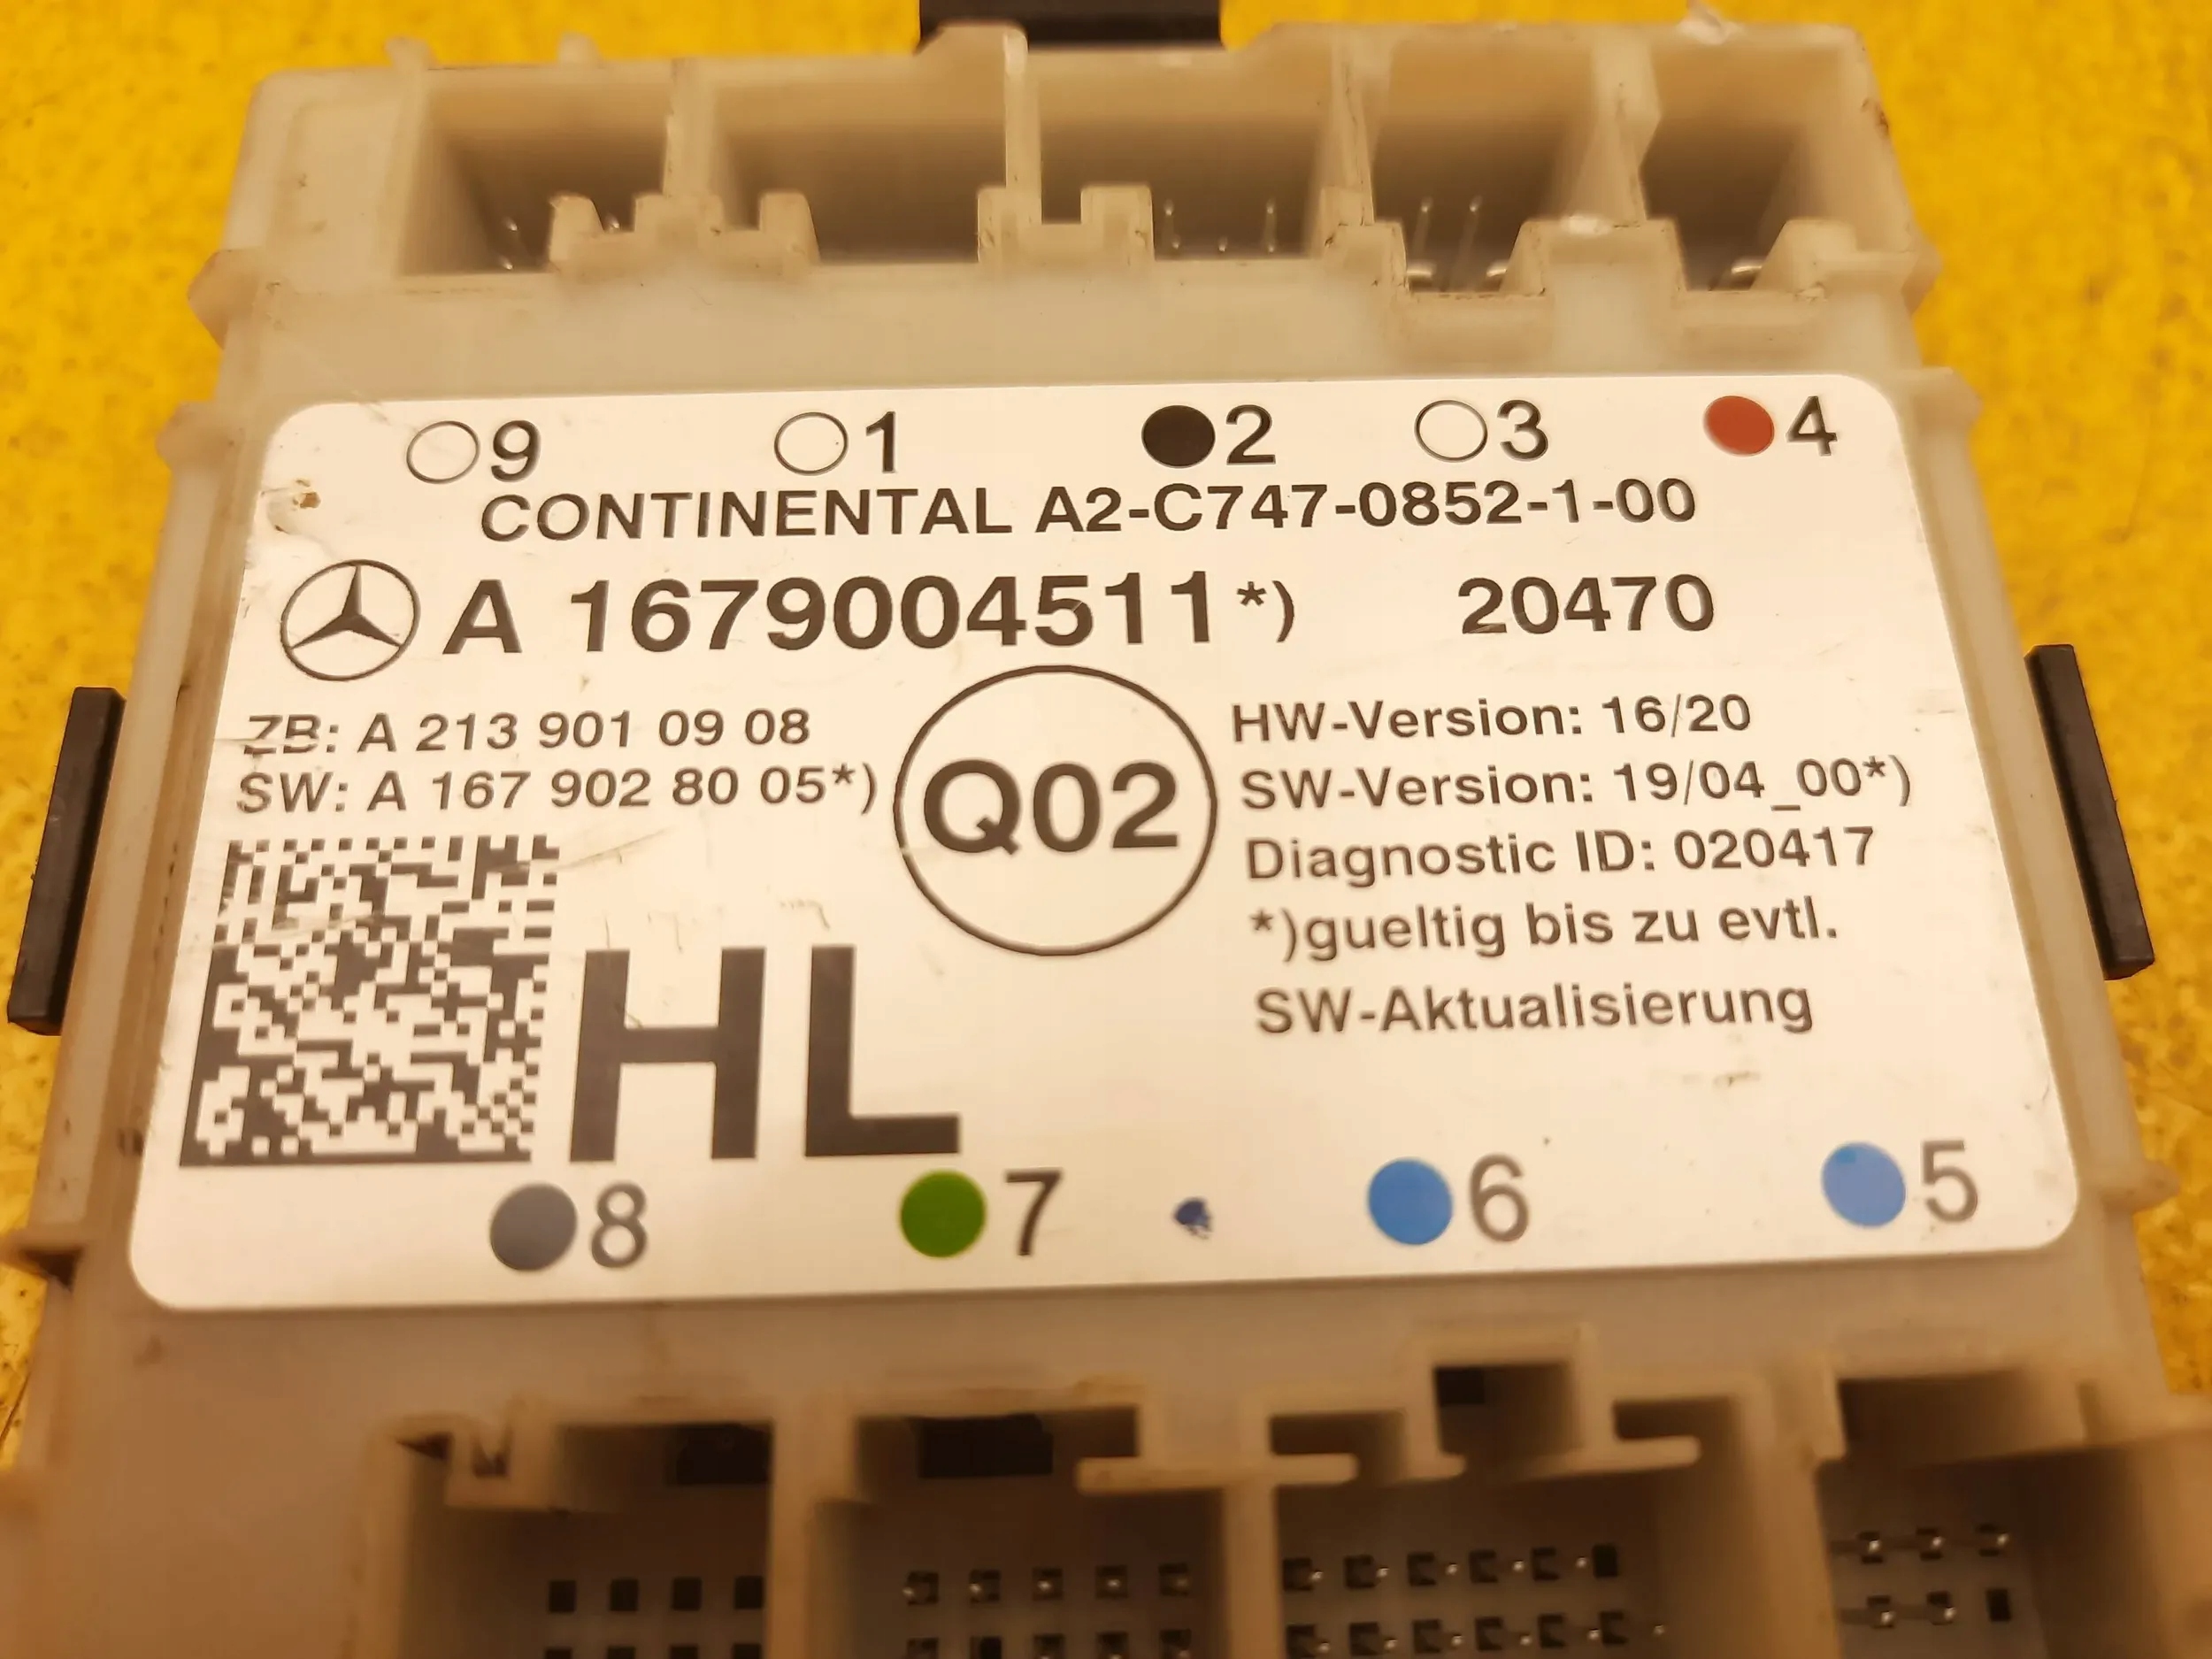 9 1 2 3 4
CONTINENTAL A2-C747-0852-1-00
A 1679004511*) 20470
ZB: A 213 901 09 08
SW: A 167 902 80 05*)
Q02
HW-Version: 16/20
SW-Version: 19/04_00*)
Diagnostic ID: 020417
*)gueltig bis zu evtl.
SW-Aktualisierung
HL
8 7 6 5